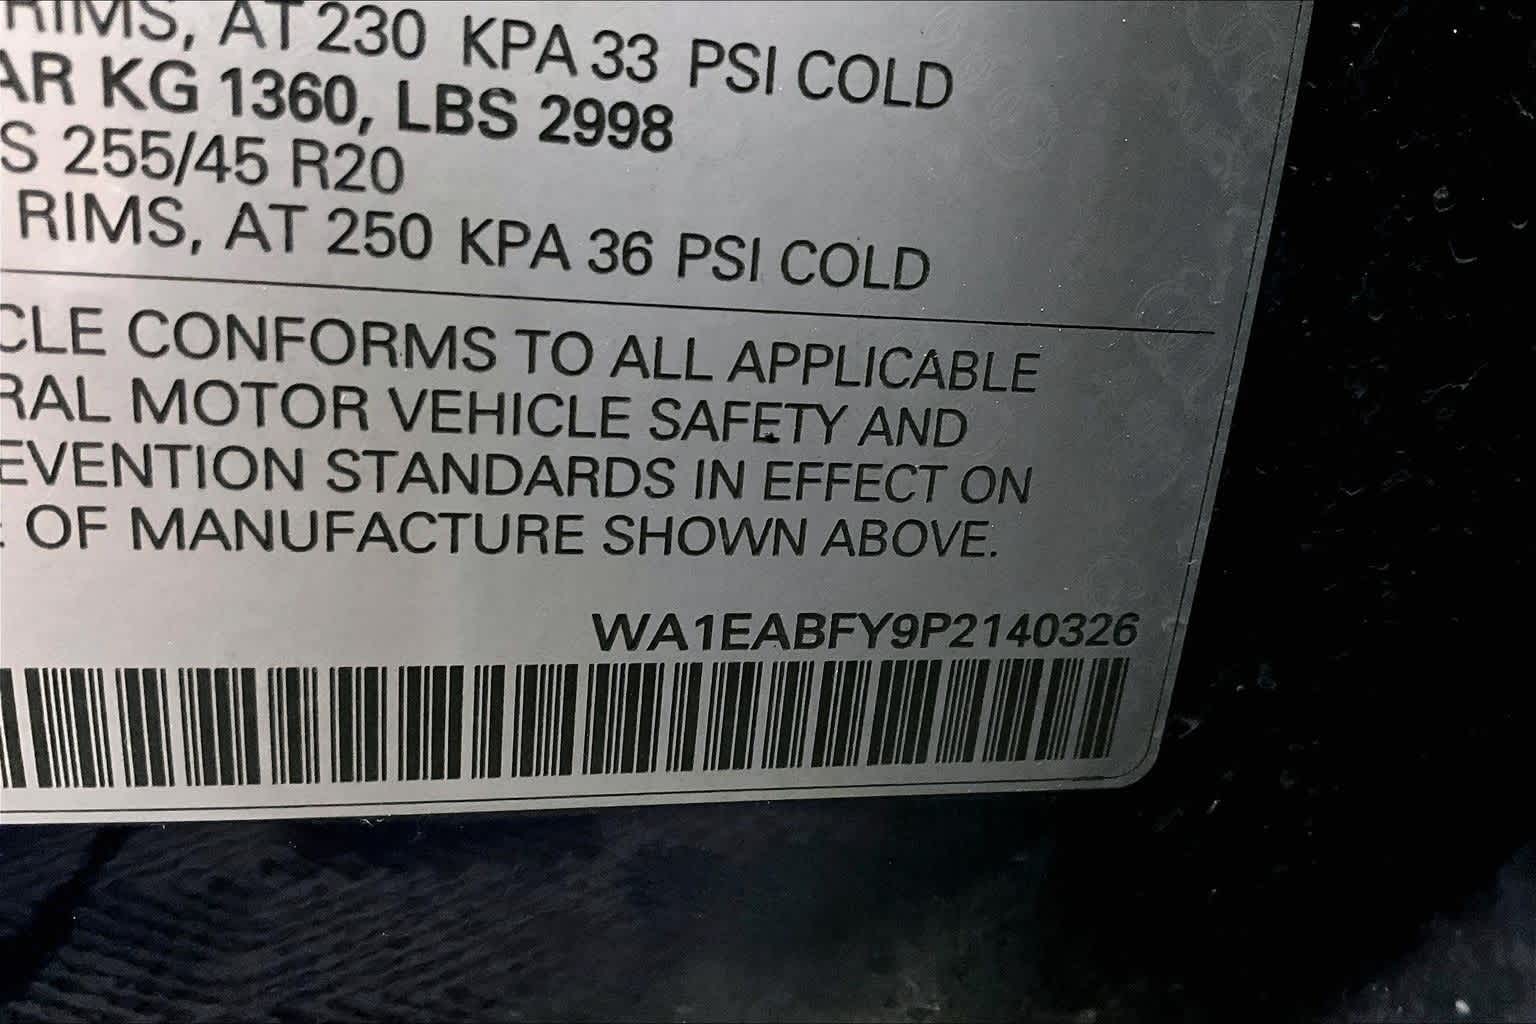 RIMS, AT 230 KPA 33 PSI COLD
AR KG 1360, LBS 2998
S 255/45 R20
RIMS, AT 250 KPA 36 PSI COLD
CLE CONFORMS TO ALL APPLICABLE
RAL MOTOR VEHICLE SAFETY AND
EVENTION STANDARDS IN EFFECT ON
OF MANUFACTURE SHOWN ABOVE.
WA1EABFY9P2140326